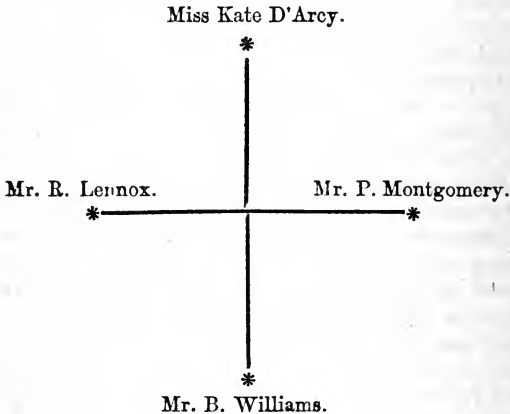 Miss Kate D'Arcy.
*
Mr. R. Lennox. Mr. P. Montgomery.
* *
*
Mr. B. Williams.